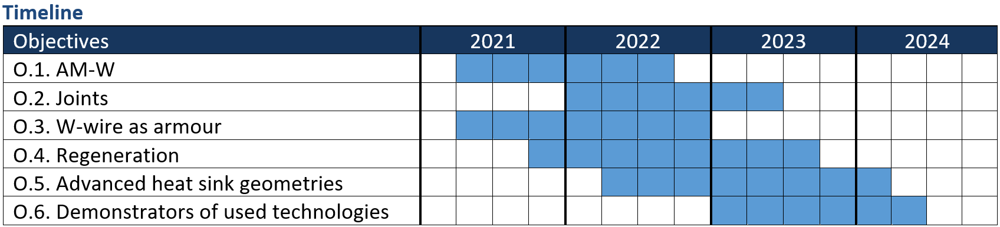 Timeline
Objectives 2021 2022 2023 2024
O.1. AM-W
O.2. Joints
O.3. W-wire as armour
O.4. Regeneration
O.5. Advanced heat sink geometries
O.6. Demonstrators of used technologies